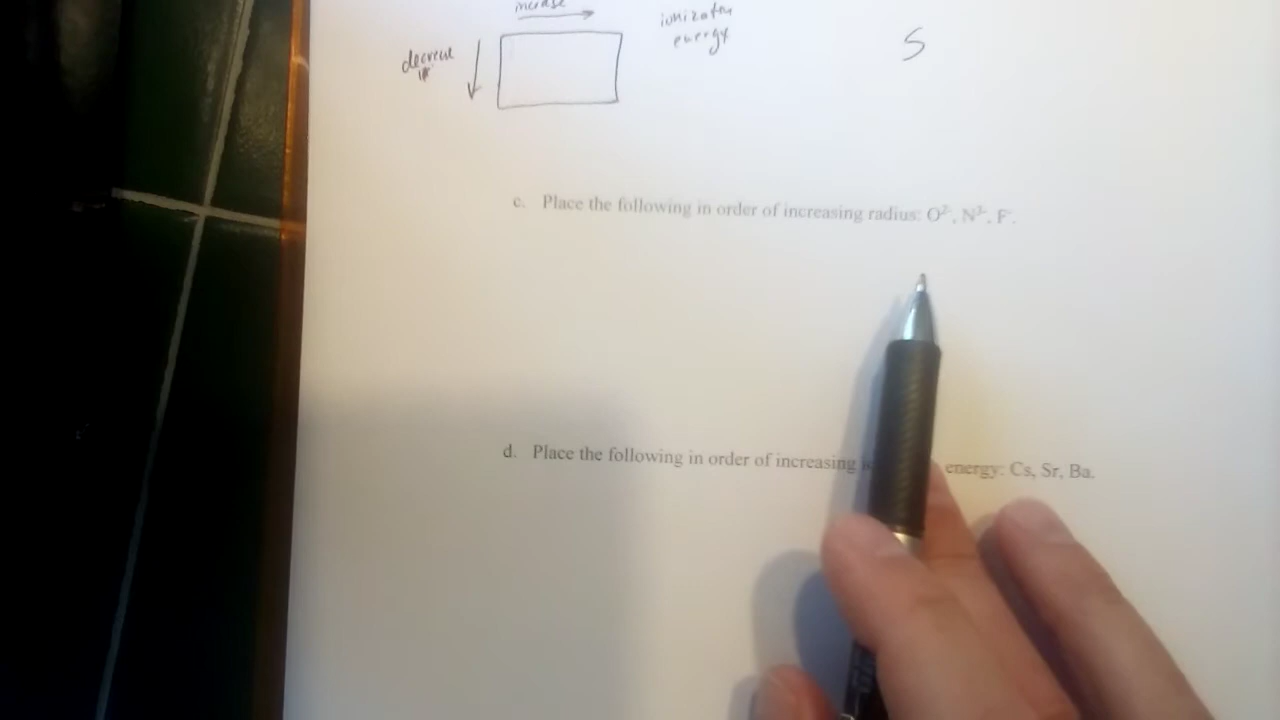 increase
ionization
energy
decrease
S
c. Place the following in order of increasing radius: O²⁻, N³⁻, F⁻.
d. Place the following in order of increasing energy: Cs, Sr, Ba.